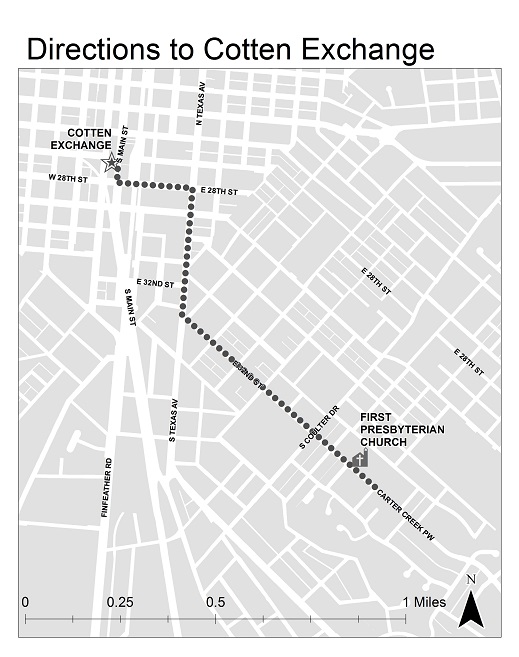 Directions to Cotten Exchange
N TEXAS AV
COTTEN
EXCHANGE
S MAIN ST
W 28TH ST
E 28TH ST
E 28TH ST
E 32ND ST
S MAIN ST
E 28TH ST
E 32ND ST
S TEXAS AV
S COULTER DR
FIRST
PRESBYTERIAN
CHURCH
FINFEATHER RD
CARTER CREEK PW
N
0 0.25 0.5 1 Miles